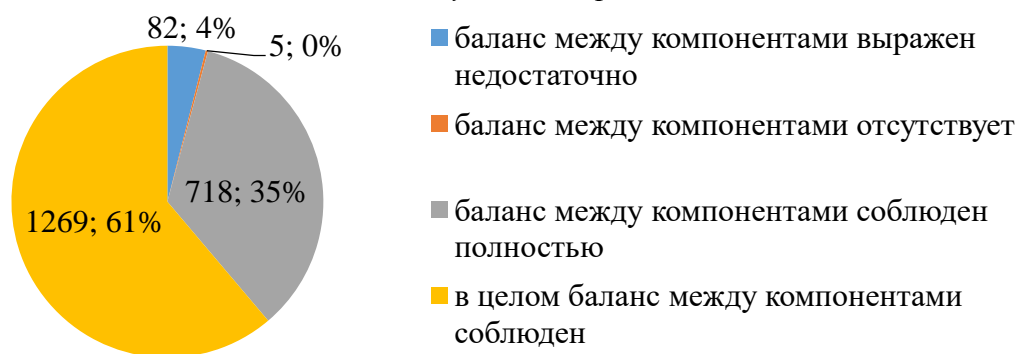 82; 4%
5; 0%
718; 35%
1269; 61%
баланс между компонентами выражен
недостаточно
баланс между компонентами отсутствует
баланс между компонентами соблюден
полностью
в целом баланс между компонентами
соблюден